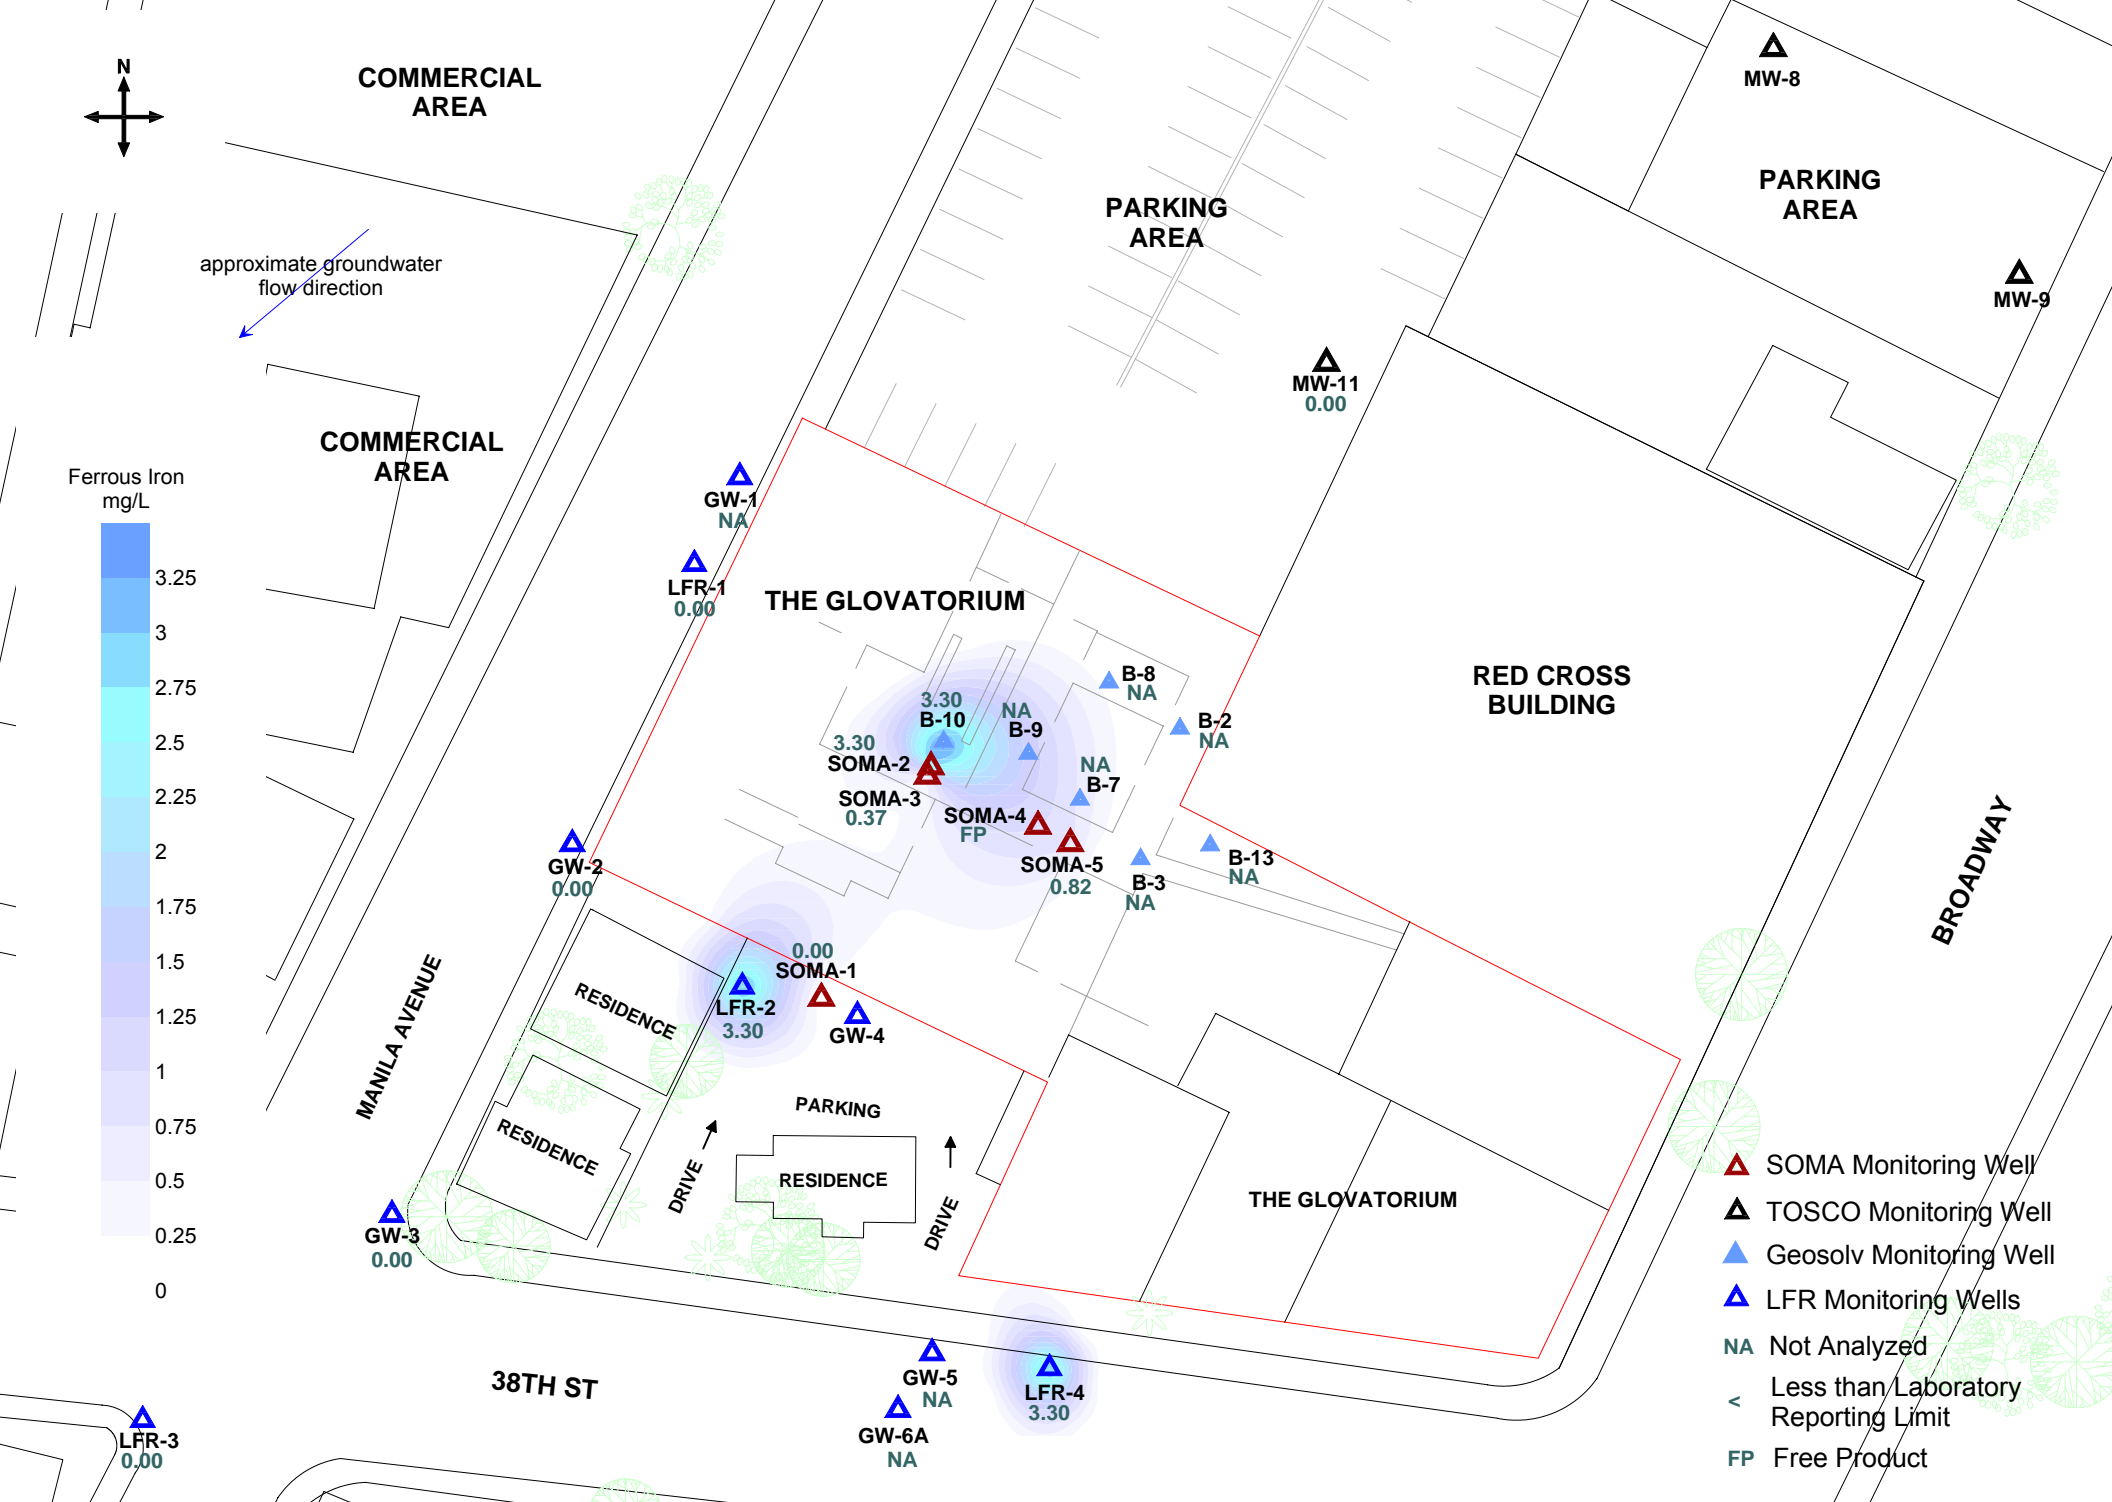 N
COMMERCIAL
AREA
MW-8
PARKING
AREA
PARKING
AREA
approximate groundwater
flow direction
MW-9
MW-11
0.00
COMMERCIAL
AREA
Ferrous Iron
mg/L
3.25
3
2.75
2.5
2.25
2
1.75
1.5
1.25
1
0.75
0.5
0.25
0
GW-1
NA
LFR-1
0.00
THE GLOVATORIUM
RED CROSS
BUILDING
B-8
NA
3.30
B-10
NA
B-9
B-2
NA
3.30
SOMA-2
NA
B-7
SOMA-3
0.37
SOMA-4
FP
SOMA-5
0.82
B-13
NA
B-3
NA
GW-2
0.00
BROADWAY
0.00
SOMA-1
LFR-2
3.30
GW-4
RESIDENCE
MANILA AVENUE
PARKING
RESIDENCE
RESIDENCE
DRIVE
DRIVE
THE GLOVATORIUM
GW-3
0.00
38TH ST
GW-5
NA
GW-6A
NA
LFR-4
3.30
LFR-3
0.00
SOMA Monitoring Well
TOSCO Monitoring Well
Geosolv Monitoring Well
LFR Monitoring Wells
NA Not Analyzed
< Less than Laboratory
Reporting Limit
FP Free Product